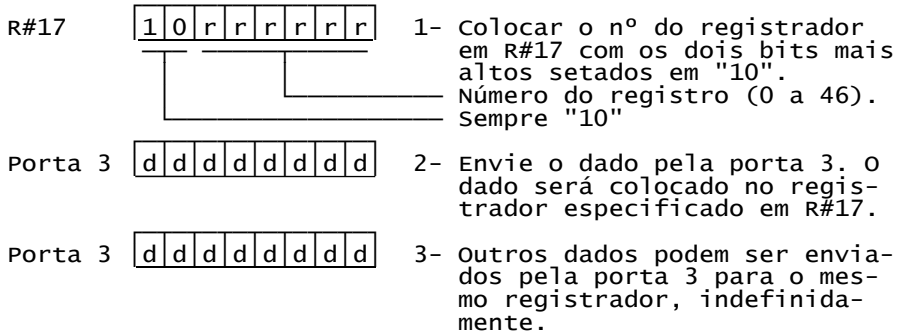 R#17 1 0 r r r r r r 1- Colocar o nº do registrador
em R#17 com os dois bits mais
altos setados em "10".
Número do registro (0 a 46).
Sempre "10"
Porta 3 d d d d d d d d 2- Envie o dado pela porta 3. O
dado será colocado no regis-
trador especificado em R#17.
Porta 3 d d d d d d d d 3- Outros dados podem ser envia-
dos pela porta 3 para o mes-
mo registrador, indefinida-
mente.